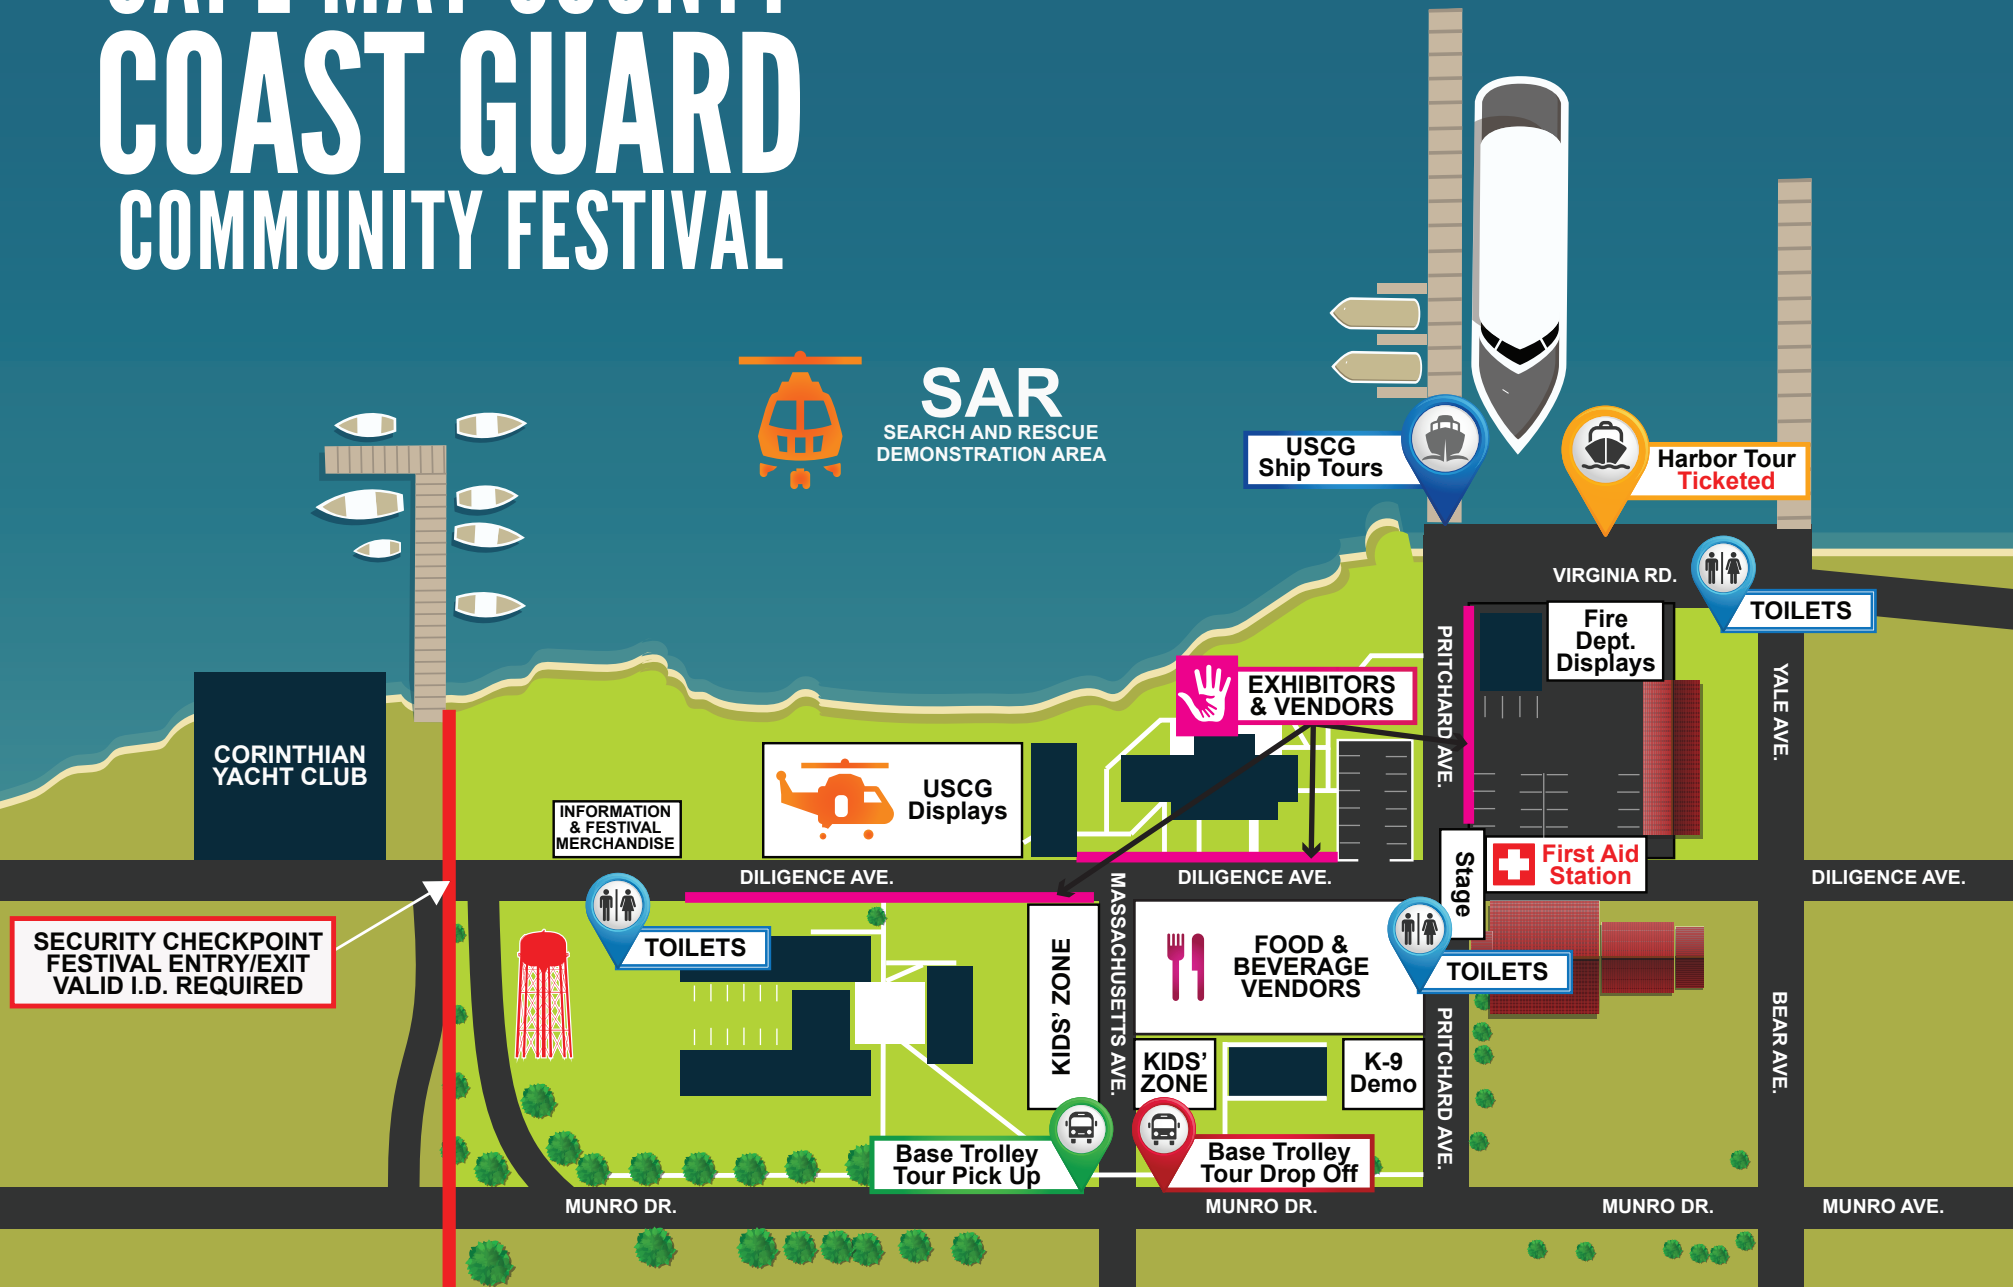 CAPE MAY COUNTY
COAST GUARD
COMMUNITY FESTIVAL
SAR
SEARCH AND RESCUE
DEMONSTRATION AREA
USCG
Ship Tours
Harbor Tour
Ticketed
VIRGINIA RD.
TOILETS
Fire
Dept.
Displays
PRITCHARD AVE.
YALE AVE.
EXHIBITORS
& VENDORS
CORINTHIAN
YACHT CLUB
USCG
Displays
INFORMATION
& FESTIVAL
MERCHANDISE
First Aid
Station
Stage
DILIGENCE AVE.
DILIGENCE AVE.
DILIGENCE AVE.
SECURITY CHECKPOINT
FESTIVAL ENTRY/EXIT
VALID I.D. REQUIRED
TOILETS
KIDS' ZONE
MASSACHUSETTS AVE.
FOOD &
BEVERAGE
VENDORS
TOILETS
KIDS'
ZONE
K-9
Demo
PRITCHARD AVE.
BEAR AVE.
Base Trolley
Tour Pick Up
Base Trolley
Tour Drop Off
MUNRO DR.
MUNRO DR.
MUNRO DR.
MUNRO AVE.